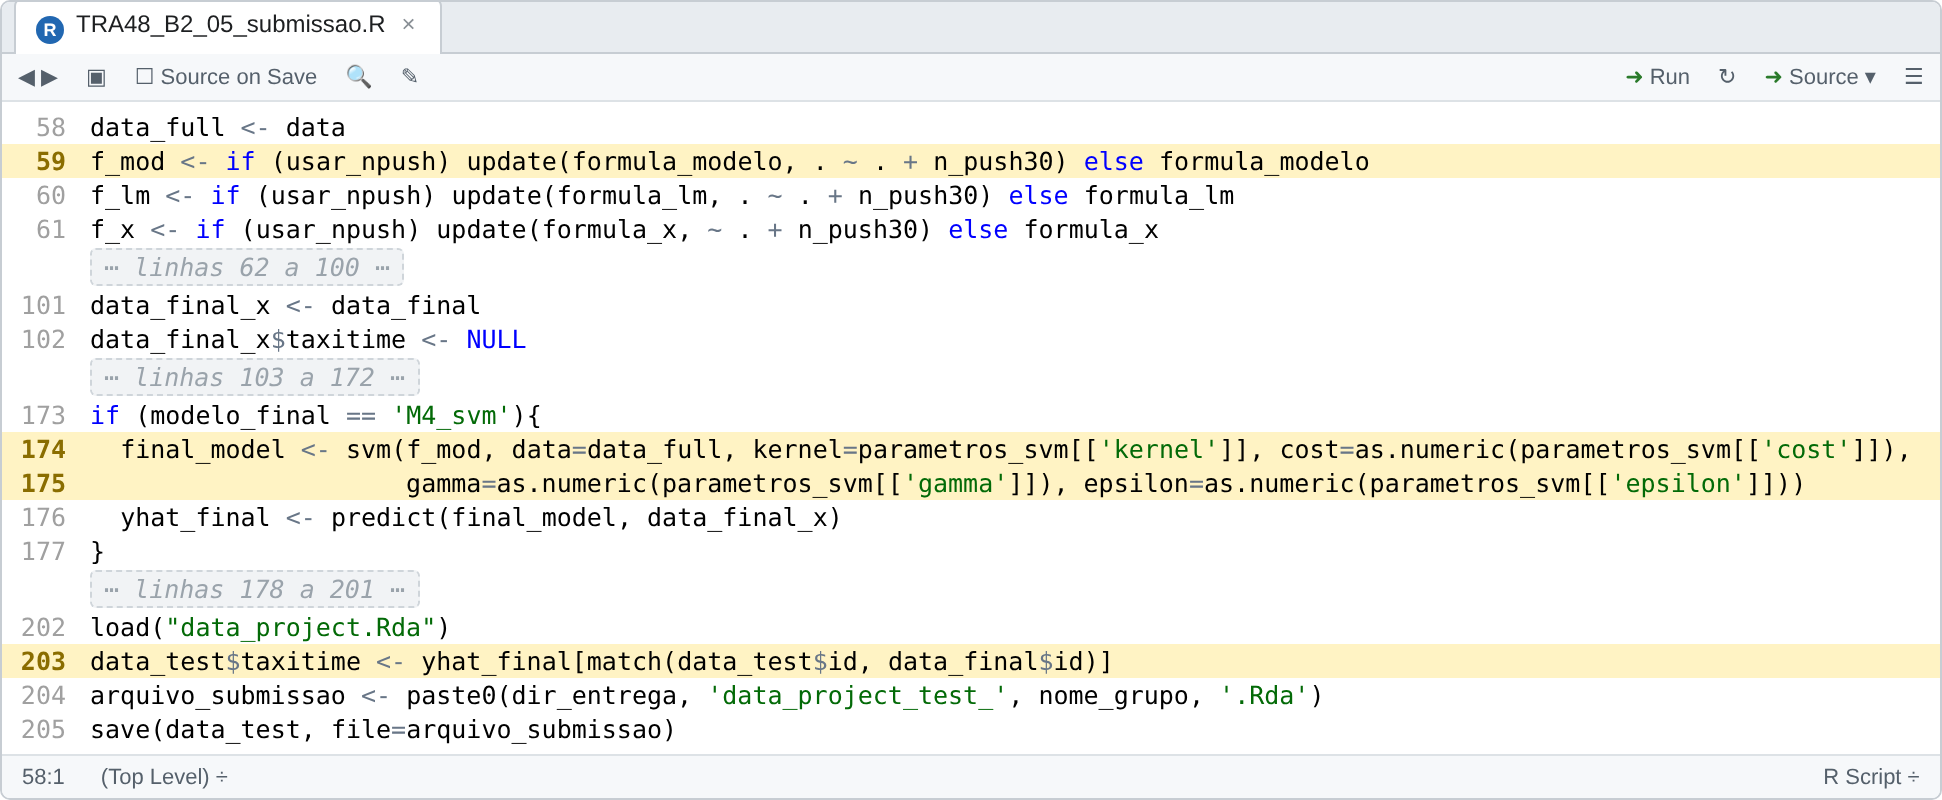 R TRA48_B2_05_submissao.R ×
◀ ▶ ▣ ☐ Source on Save 🔍 ✎ ➜ Run ↻ ➜ Source ▾ ☰
58 data_full <- data
59 f_mod <- if (usar_npush) update(formula_modelo, . ~ . + n_push30) else formula_modelo
60 f_lm <- if (usar_npush) update(formula_lm, . ~ . + n_push30) else formula_lm
61 f_x <- if (usar_npush) update(formula_x, ~ . + n_push30) else formula_x
⋯ linhas 62 a 100 ⋯
101 data_final_x <- data_final
102 data_final_x$taxitime <- NULL
⋯ linhas 103 a 172 ⋯
173 if (modelo_final == 'M4_svm'){
174   final_model <- svm(f_mod, data=data_full, kernel=parametros_svm[['kernel']], cost=as.numeric(parametros_svm[['cost']]),
175                      gamma=as.numeric(parametros_svm[['gamma']]), epsilon=as.numeric(parametros_svm[['epsilon']]))
176   yhat_final <- predict(final_model, data_final_x)
177 }
⋯ linhas 178 a 201 ⋯
202 load("data_project.Rda")
203 data_test$taxitime <- yhat_final[match(data_test$id, data_final$id)]
204 arquivo_submissao <- paste0(dir_entrega, 'data_project_test_', nome_grupo, '.Rda')
205 save(data_test, file=arquivo_submissao)
58:1 (Top Level) ÷ R Script ÷